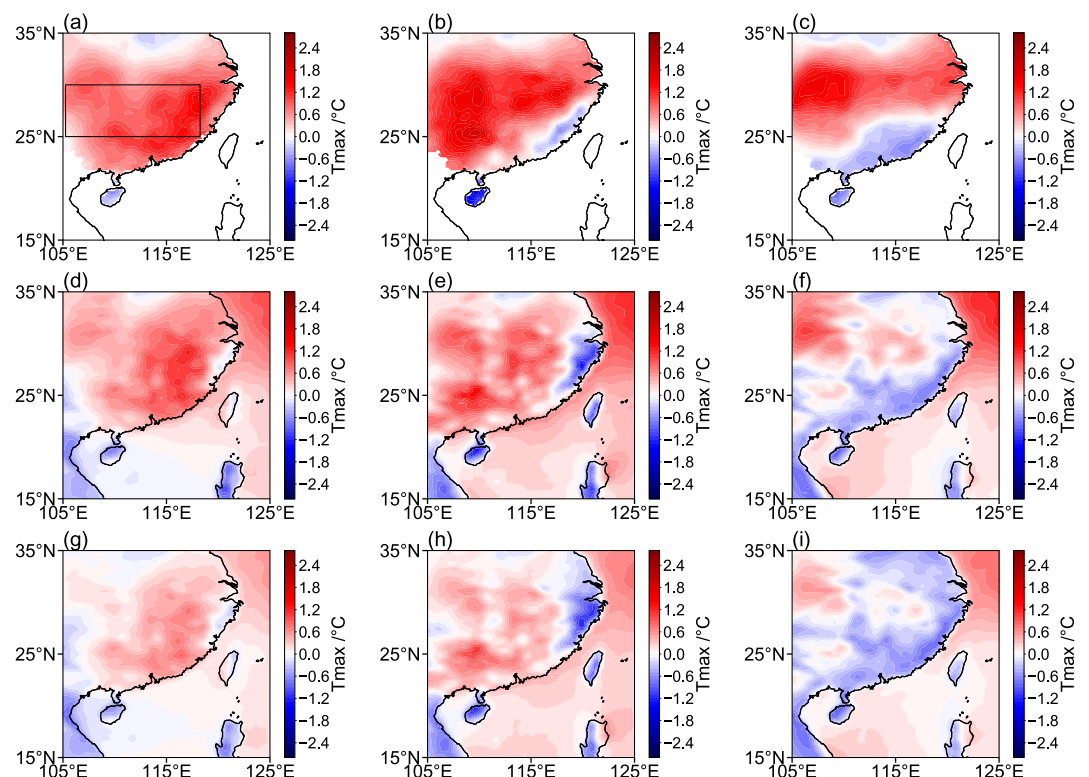 (a) (b) (c)
35°N 2.4 35°N 2.4 35°N 2.4
1.8 1.8 1.8
1.2 1.2 1.2
0.6 0.6 0.6
25°N 0.0 Tmax /°C 25°N 0.0 Tmax /°C 25°N 0.0 Tmax /°C
−0.6 −0.6 −0.6
−1.2 −1.2 −1.2
−1.8 −1.8 −1.8
−2.4 −2.4 −2.4
15°N 15°N 15°N
105°E 115°E 125°E 105°E 115°E 125°E 105°E 115°E 125°E
(d) (e) (f)
35°N 2.4 35°N 2.4 35°N 2.4
1.8 1.8 1.8
1.2 1.2 1.2
0.6 0.6 0.6
25°N 0.0 Tmax /°C 25°N 0.0 Tmax /°C 25°N 0.0 Tmax /°C
−0.6 −0.6 −0.6
−1.2 −1.2 −1.2
−1.8 −1.8 −1.8
−2.4 −2.4 −2.4
15°N 15°N 15°N
105°E 115°E 125°E 105°E 115°E 125°E 105°E 115°E 125°E
(g) (h) (i)
35°N 2.4 35°N 2.4 35°N 2.4
1.8 1.8 1.8
1.2 1.2 1.2
0.6 0.6 0.6
25°N 0.0 Tmax /°C 25°N 0.0 Tmax /°C 25°N 0.0 Tmax /°C
−0.6 −0.6 −0.6
−1.2 −1.2 −1.2
−1.8 −1.8 −1.8
−2.4 −2.4 −2.4
15°N 15°N 15°N
105°E 115°E 125°E 105°E 115°E 125°E 105°E 115°E 125°E